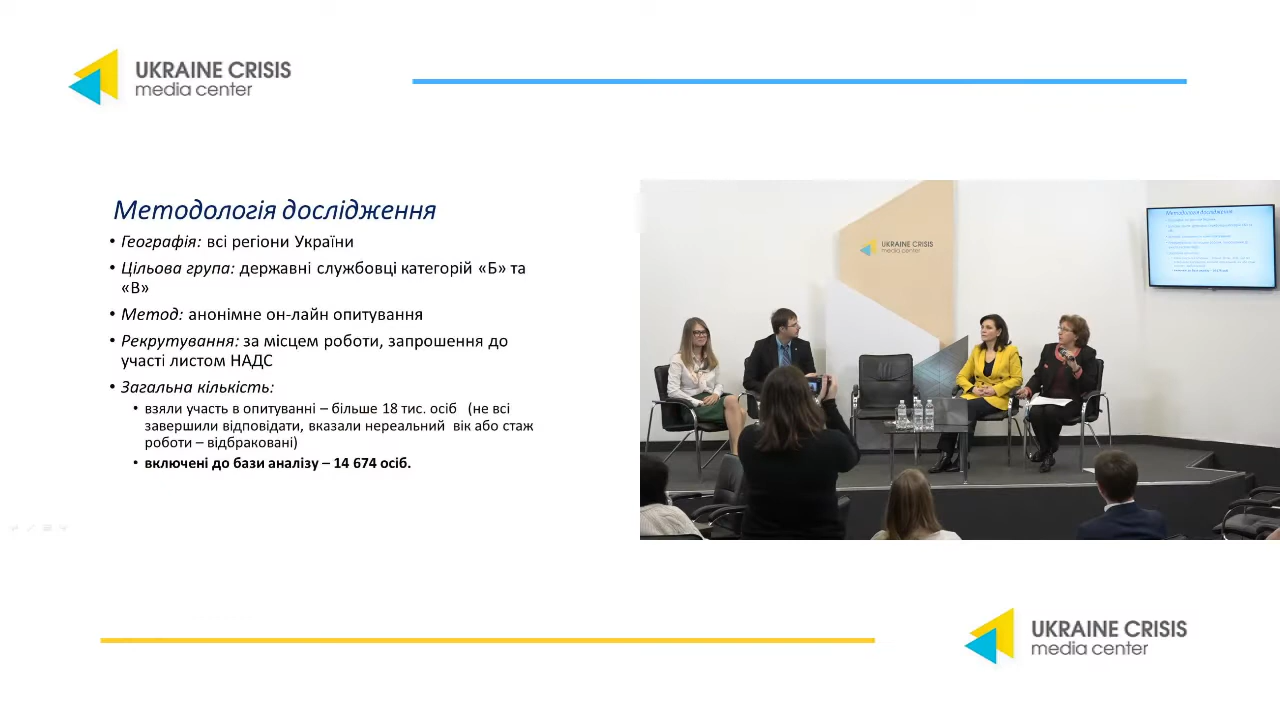 UKRAINE CRISIS
media center
Методологія дослідження
• Географія: всі регіони України
• Цільова група: державні службовці категорій «Б» та
«В»
• Метод: анонімне он-лайн опитування
• Рекрутування: за місцем роботи, запрошення до
участі листом НАДС
• Загальна кількість:
• взяли участь в опитуванні – більше 18 тис. осіб (не всі
завершили відповідати, вказали нереальний вік або стаж
роботи – відбраковані)
• включені до бази аналізу – 14 674 осіб.
UKRAINE CRISIS
media center
Методологія дослідження
UKRAINE CRISIS
media center